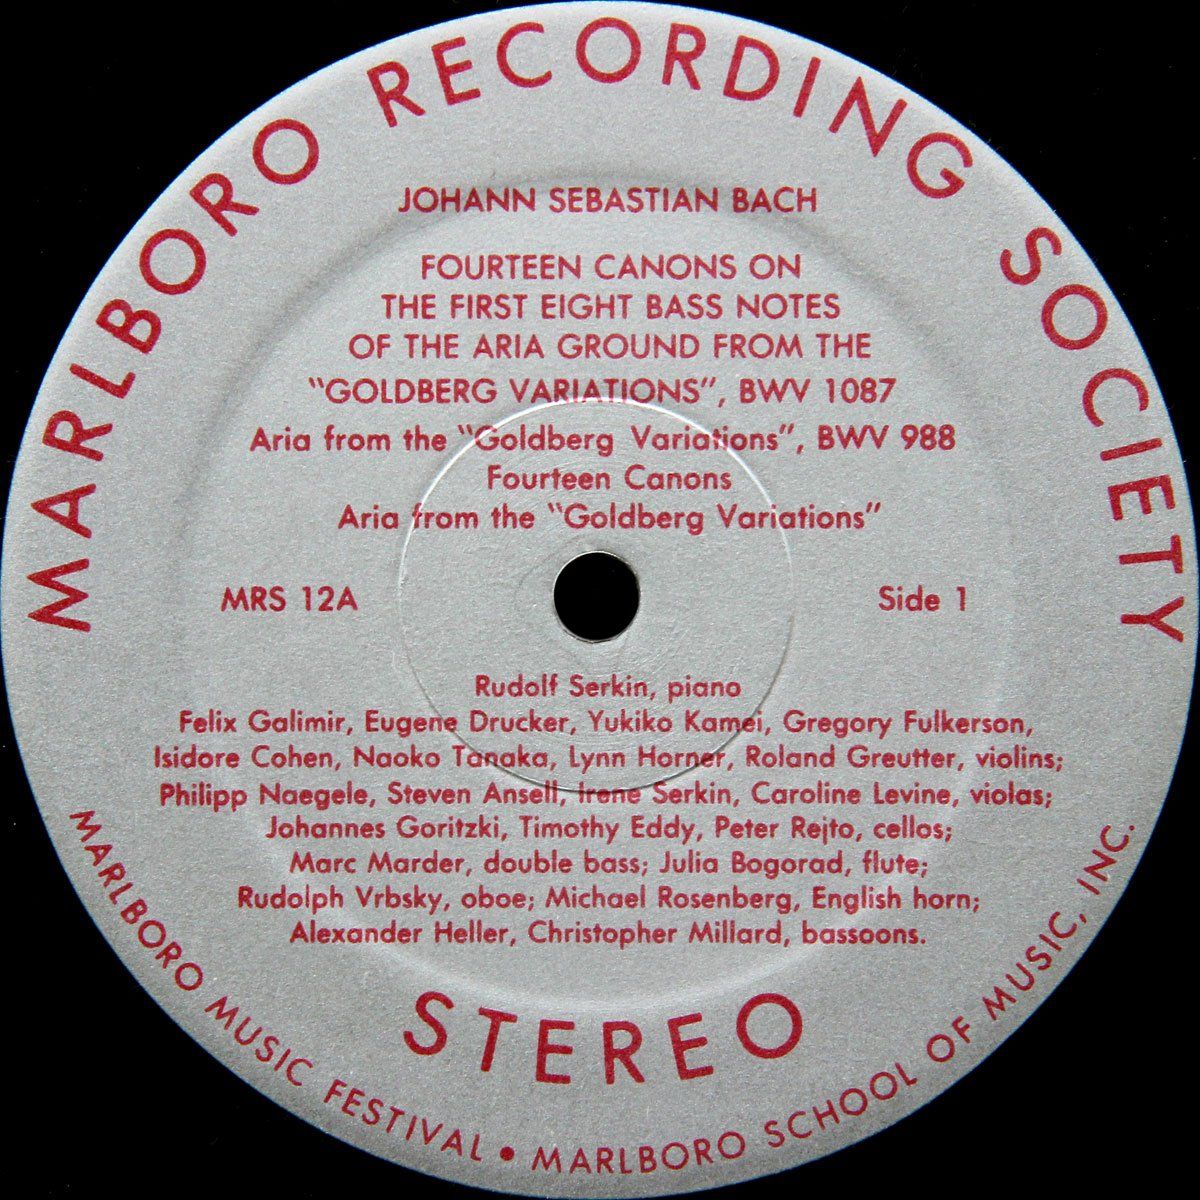 MARLBORO RECORDING SOCIETY
JOHANN SEBASTIAN BACH
FOURTEEN CANONS ON
THE FIRST EIGHT BASS NOTES
OF THE ARIA GROUND FROM THE
"GOLDBERG VARIATIONS", BWV 1087
Aria from the "Goldberg Variations", BWV 988
Fourteen Canons
Aria from the "Goldberg Variations"
MRS 12A
Side 1
Rudolf Serkin, piano
Felix Galimir, Eugene Drucker, Yukiko Kamei, Gregory Fulkerson,
Isidore Cohen, Naoko Tanaka, Lynn Horner, Roland Greutter, violins;
Philipp Naegele, Steven Ansell, Irene Serkin, Caroline Levine, violas;
Johannes Goritzki, Timothy Eddy, Peter Rejto, cellos;
Marc Marder, double bass; Julia Bogorad, flute;
Rudolph Vrbsky, oboe; Michael Rosenberg, English horn;
Alexander Heller, Christopher Millard, bassoons.
STEREO
MARLBORO MUSIC FESTIVAL • MARLBORO SCHOOL OF MUSIC, INC.